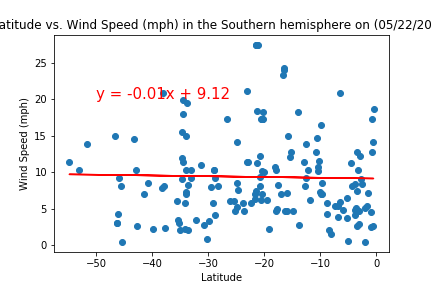 atitude vs. Wind Speed (mph) in the Southern hemisphere on (05/22/20
25
20
15
10
5
0
Wind Speed (mph)
y = -0.01x + 9.12
−50 −40 −30 −20 −10 0
Latitude